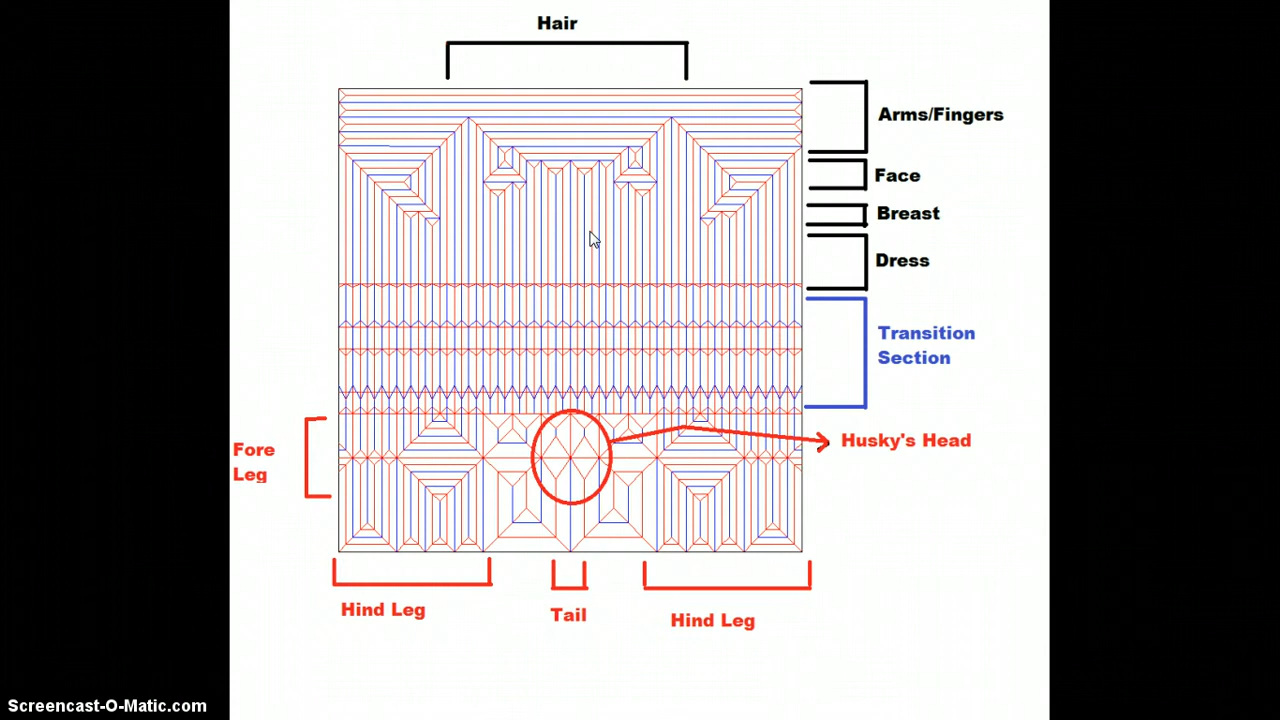 Hair
Arms/Fingers
Face
Breast
Dress
Transition
Section
Husky's Head
Fore
Leg
Hind Leg
Tail
Hind Leg
Screencast-O-Matic.com